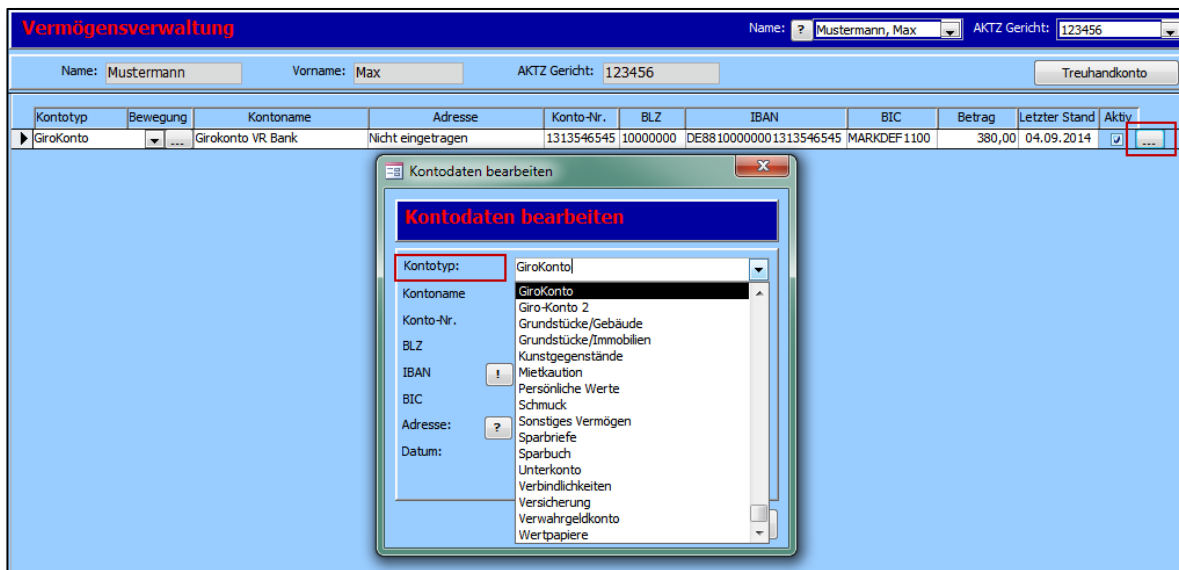 Vermögensverwaltung Name: ? Mustermann, Max AKTZ Gericht: 123456
Name: Mustermann Vorname: Max AKTZ Gericht: 123456 Treuhandkonto
Kontotyp Bewegung Kontoname Adresse Konto-Nr. BLZ IBAN BIC Betrag Letzter Stand Aktiv
GiroKonto ... Girokonto VR Bank Nicht eingetragen 1313546545 10000000 DE88100000001313546545 MARKDEF1100 380,00 04.09.2014 ...
Kontodaten bearbeiten
Kontodaten bearbeiten
Kontotyp: GiroKonto
Kontoname
Konto-Nr.
BLZ
IBAN !
BIC
Adresse: ?
Datum:
GiroKonto
Giro-Konto 2
Grundstücke/Gebäude
Grundstücke/Immobilien
Kunstgegenstände
Mietkaution
Persönliche Werte
Schmuck
Sonstiges Vermögen
Sparbriefe
Sparbuch
Unterkonto
Verbindlichkeiten
Versicherung
Verwahrgeldkonto
Wertpapiere